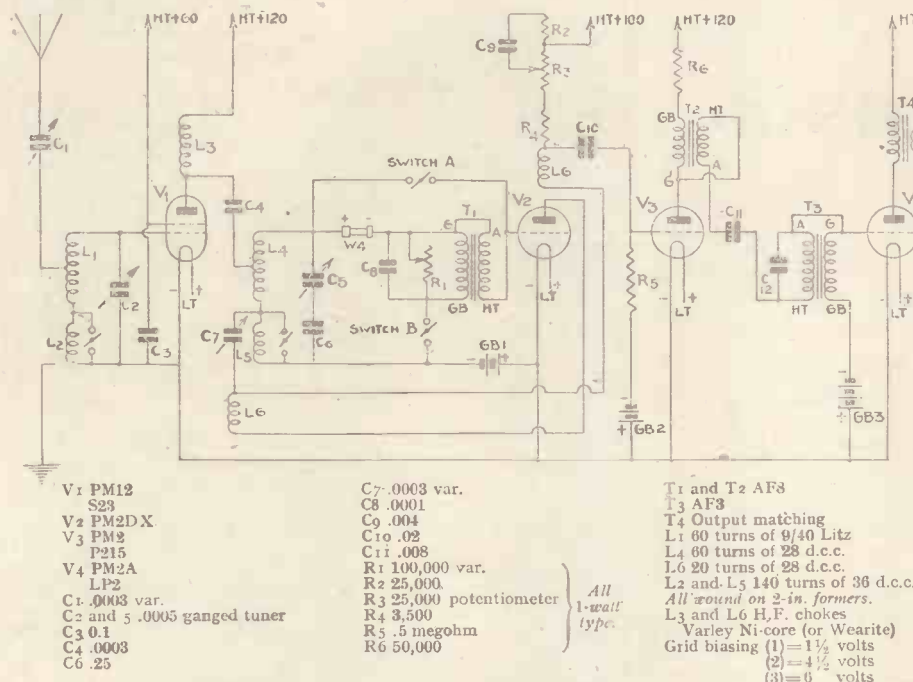 HT+60
HT+120
R2
HT+100
HT+120
HT
C9
R3
R6
C1
L3
R4
C10
GB T2 HT
T4
SWITCH A
L6
A
V1
C4
G
V2
V3
C11
V
+ -
W4
G T1 A
T3
L1
L4
A G
C5
C8
R1
R5
C12
C2
- LT +
- LT +
- LT +
GB HT
HT GB
C7
SWITCH B
L2
C3
L5
C6
GB1
- +
L6
GB2
GB3
V1 PM12
S23
V2 PM2DX
V3 PM2
P215
V4 PM2A
LP2
C1 .0003 var.
C2 and 5 .0005 ganged tuner
C3 0.1
C4 .0003
C6 .25
C7 .0003 var.
C8 .0001
C9 .004
C10 .02
C11 .008
R1 100,000 var.
R2 25,000.
R3 25,000 potentiometer
R4 3,500
R5 .5 megohm
R6 50,000
All
1-watt
type.
T1 and T2 AF8
T3 AF3
T4 Output matching
L1 60 turns of 9/40 Litz
L4 60 turns of 28 d.c.c.
L6 20 turns of 28 d.c.c.
L2 and L5 140 turns of 36 d.c.c.
All wound on 2-in. formers.
L3 and L6 H.F. chokes
Varley Ni-core (or Wearite)
Grid biasing (1)=1½ volts
(2)=4½ volts
(3)=6 volts